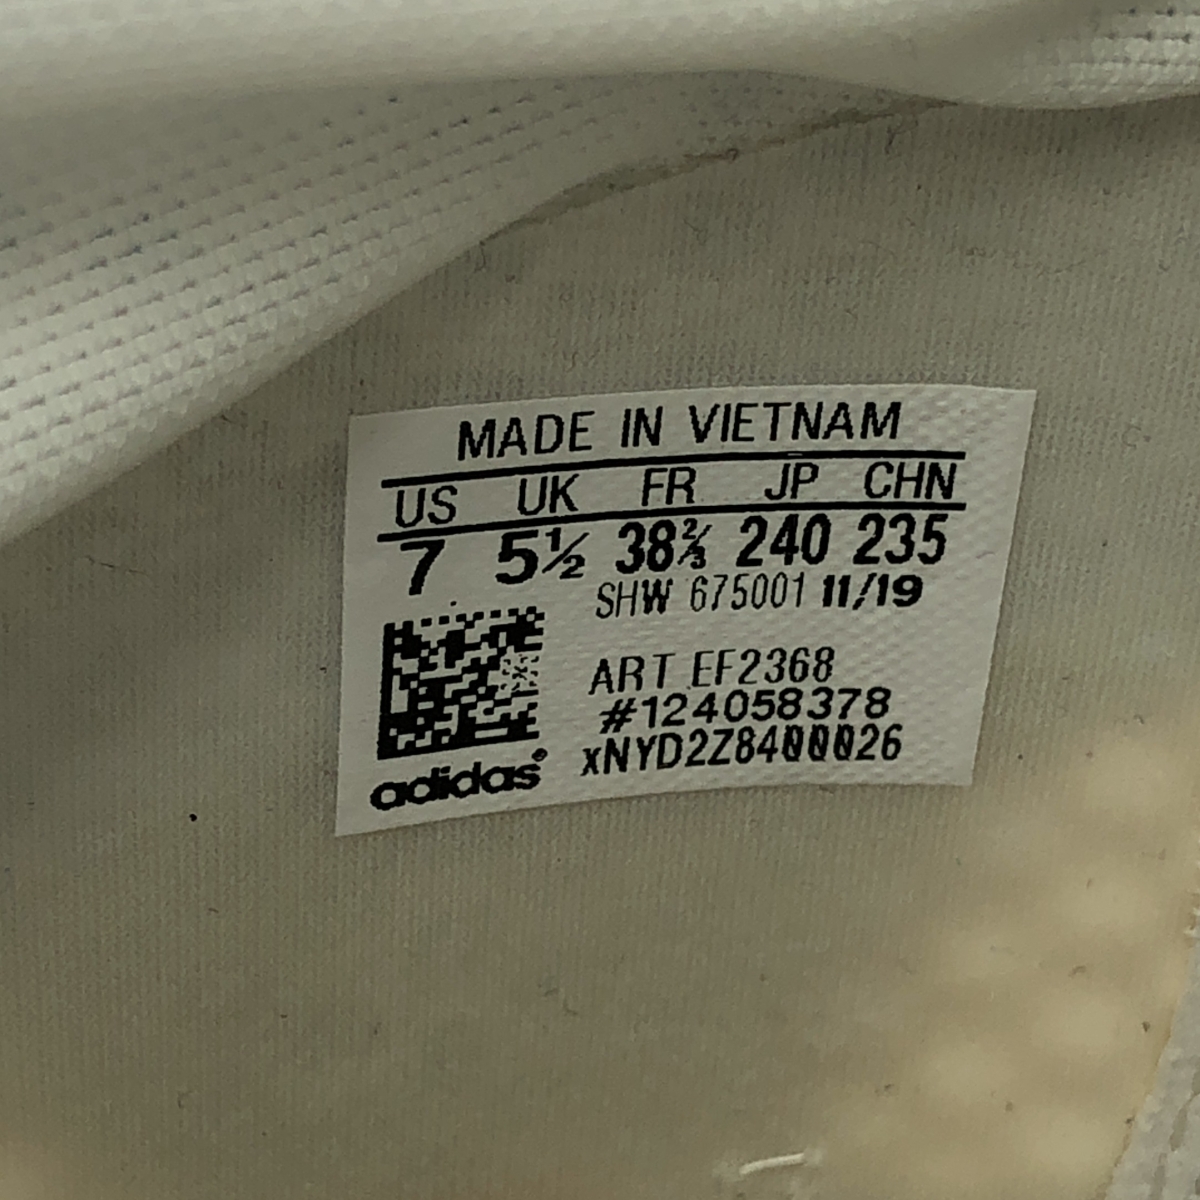 MADE IN VIETNAM
US UK FR JP CHN
7 5½ 38⅔ 240 235
SHW 675001 11/19
ART EF2368
#124058378
xNYD2Z8400026
adidas®